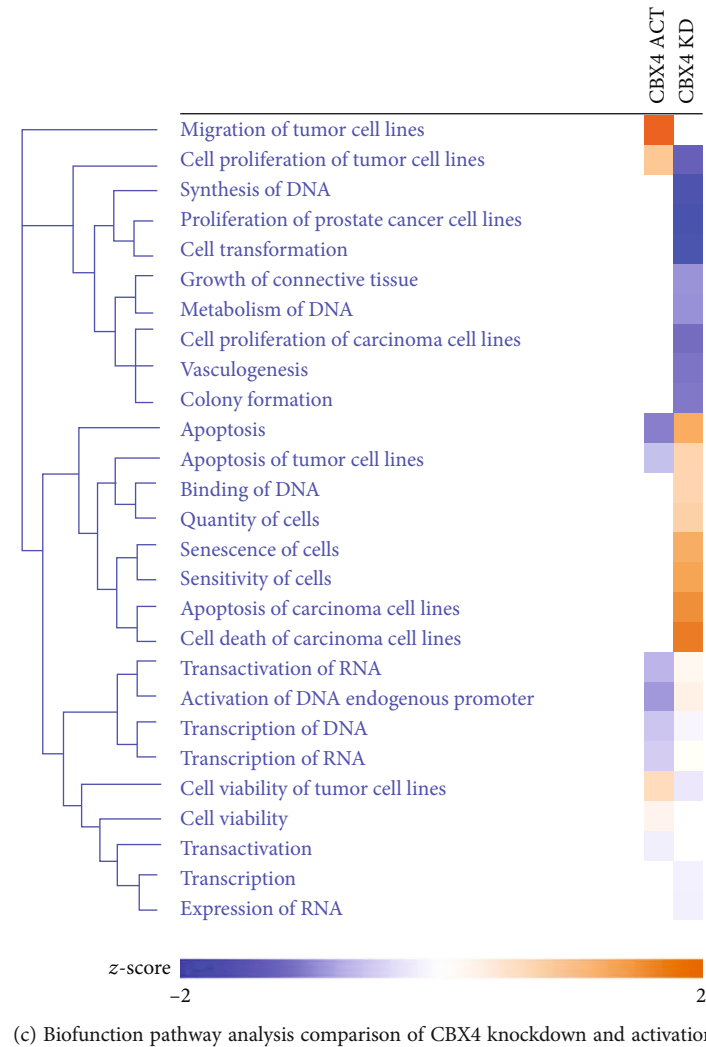 CBX4 ACT
CBX4 KD
Migration of tumor cell lines
Cell proliferation of tumor cell lines
Synthesis of DNA
Proliferation of prostate cancer cell lines
Cell transformation
Growth of connective tissue
Metabolism of DNA
Cell proliferation of carcinoma cell lines
Vasculogenesis
Colony formation
Apoptosis
Apoptosis of tumor cell lines
Binding of DNA
Quantity of cells
Senescence of cells
Sensitivity of cells
Apoptosis of carcinoma cell lines
Cell death of carcinoma cell lines
Transactivation of RNA
Activation of DNA endogenous promoter
Transcription of DNA
Transcription of RNA
Cell viability of tumor cell lines
Cell viability
Transactivation
Transcription
Expression of RNA
z-score
–2 2
(c) Biofunction pathway analysis comparison of CBX4 knockdown and activation